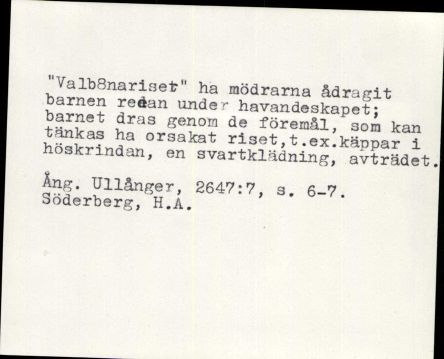 "Valb8nariset" ha mödrarna ådragit
barnen redan under havandeskapet;
barnet dras genom de föremål, som kan
tänkas ha orsakat riset,t.ex.käppar i
höskrindan, en svartklädning, avträdet.
Ång. Ullånger, 2647:7, s. 6-7.
Söderberg, H.A.